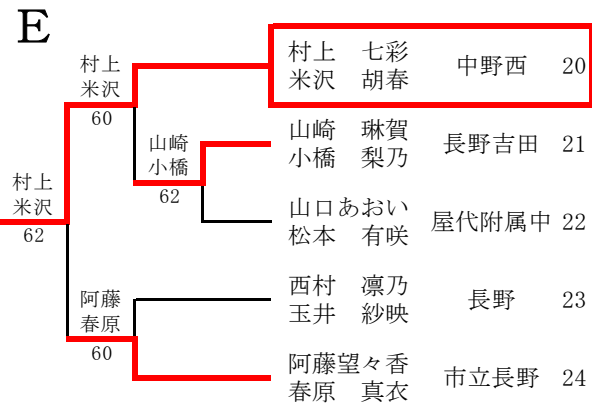 E
村上
米沢
60
村上　七彩
米沢　胡春
中野西
20
山崎
小橋
62
山崎　琳賀
小橋　梨乃
長野吉田
21
村上
米沢
62
山口あおい
松本　有咲
屋代附属中
22
阿藤
春原
60
西村　凛乃
玉井　紗映
長野
23
阿藤望々香
春原　真衣
市立長野
24